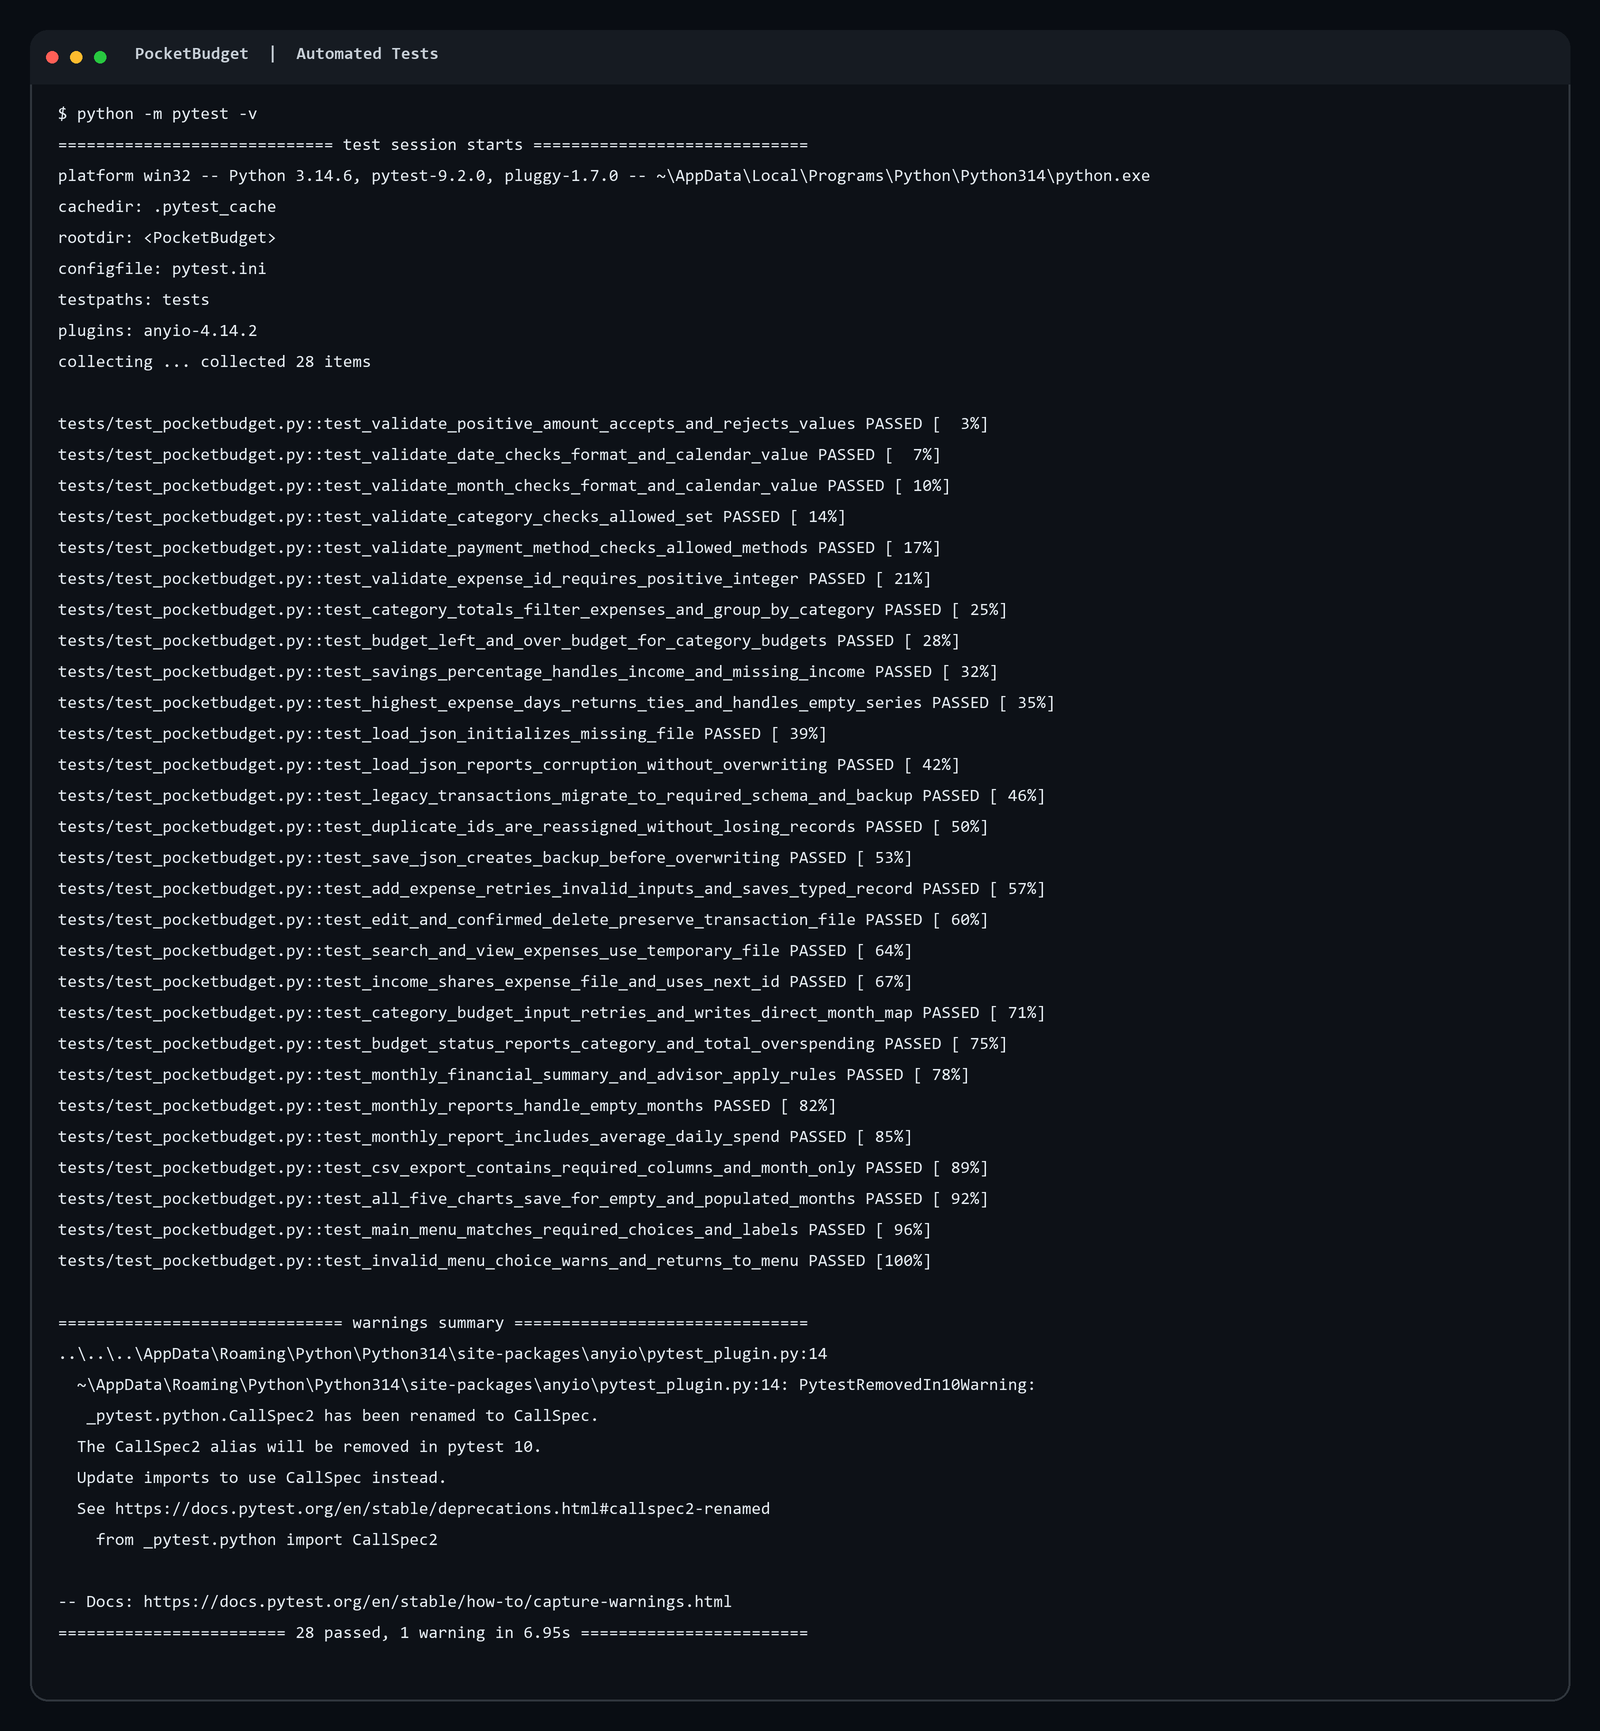 PocketBudget | Automated Tests
$ python -m pytest -v
============================= test session starts =============================
platform win32 -- Python 3.14.6, pytest-9.2.0, pluggy-1.7.0 -- ~\AppData\Local\Programs\Python\Python314\python.exe
cachedir: .pytest_cache
rootdir: <PocketBudget>
configfile: pytest.ini
testpaths: tests
plugins: anyio-4.14.2
collecting ... collected 28 items
tests/test_pocketbudget.py::test_validate_positive_amount_accepts_and_rejects_values PASSED [  3%]
tests/test_pocketbudget.py::test_validate_date_checks_format_and_calendar_value PASSED [  7%]
tests/test_pocketbudget.py::test_validate_month_checks_format_and_calendar_value PASSED [ 10%]
tests/test_pocketbudget.py::test_validate_category_checks_allowed_set PASSED [ 14%]
tests/test_pocketbudget.py::test_validate_payment_method_checks_allowed_methods PASSED [ 17%]
tests/test_pocketbudget.py::test_validate_expense_id_requires_positive_integer PASSED [ 21%]
tests/test_pocketbudget.py::test_category_totals_filter_expenses_and_group_by_category PASSED [ 25%]
tests/test_pocketbudget.py::test_budget_left_and_over_budget_for_category_budgets PASSED [ 28%]
tests/test_pocketbudget.py::test_savings_percentage_handles_income_and_missing_income PASSED [ 32%]
tests/test_pocketbudget.py::test_highest_expense_days_returns_ties_and_handles_empty_series PASSED [ 35%]
tests/test_pocketbudget.py::test_load_json_initializes_missing_file PASSED [ 39%]
tests/test_pocketbudget.py::test_load_json_reports_corruption_without_overwriting PASSED [ 42%]
tests/test_pocketbudget.py::test_legacy_transactions_migrate_to_required_schema_and_backup PASSED [ 46%]
tests/test_pocketbudget.py::test_duplicate_ids_are_reassigned_without_losing_records PASSED [ 50%]
tests/test_pocketbudget.py::test_save_json_creates_backup_before_overwriting PASSED [ 53%]
tests/test_pocketbudget.py::test_add_expense_retries_invalid_inputs_and_saves_typed_record PASSED [ 57%]
tests/test_pocketbudget.py::test_edit_and_confirmed_delete_preserve_transaction_file PASSED [ 60%]
tests/test_pocketbudget.py::test_search_and_view_expenses_use_temporary_file PASSED [ 64%]
tests/test_pocketbudget.py::test_income_shares_expense_file_and_uses_next_id PASSED [ 67%]
tests/test_pocketbudget.py::test_category_budget_input_retries_and_writes_direct_month_map PASSED [ 71%]
tests/test_pocketbudget.py::test_budget_status_reports_category_and_total_overspending PASSED [ 75%]
tests/test_pocketbudget.py::test_monthly_financial_summary_and_advisor_apply_rules PASSED [ 78%]
tests/test_pocketbudget.py::test_monthly_reports_handle_empty_months PASSED [ 82%]
tests/test_pocketbudget.py::test_monthly_report_includes_average_daily_spend PASSED [ 85%]
tests/test_pocketbudget.py::test_csv_export_contains_required_columns_and_month_only PASSED [ 89%]
tests/test_pocketbudget.py::test_all_five_charts_save_for_empty_and_populated_months PASSED [ 92%]
tests/test_pocketbudget.py::test_main_menu_matches_required_choices_and_labels PASSED [ 96%]
tests/test_pocketbudget.py::test_invalid_menu_choice_warns_and_returns_to_menu PASSED [100%]
============================== warnings summary ===============================
..\..\..\AppData\Roaming\Python\Python314\site-packages\anyio\pytest_plugin.py:14
  ~\AppData\Roaming\Python\Python314\site-packages\anyio\pytest_plugin.py:14: PytestRemovedIn10Warning:
   _pytest.python.CallSpec2 has been renamed to CallSpec.
  The CallSpec2 alias will be removed in pytest 10.
  Update imports to use CallSpec instead.
  See https://docs.pytest.org/en/stable/deprecations.html#callspec2-renamed
    from _pytest.python import CallSpec2
-- Docs: https://docs.pytest.org/en/stable/how-to/capture-warnings.html
======================== 28 passed, 1 warning in 6.95s ========================